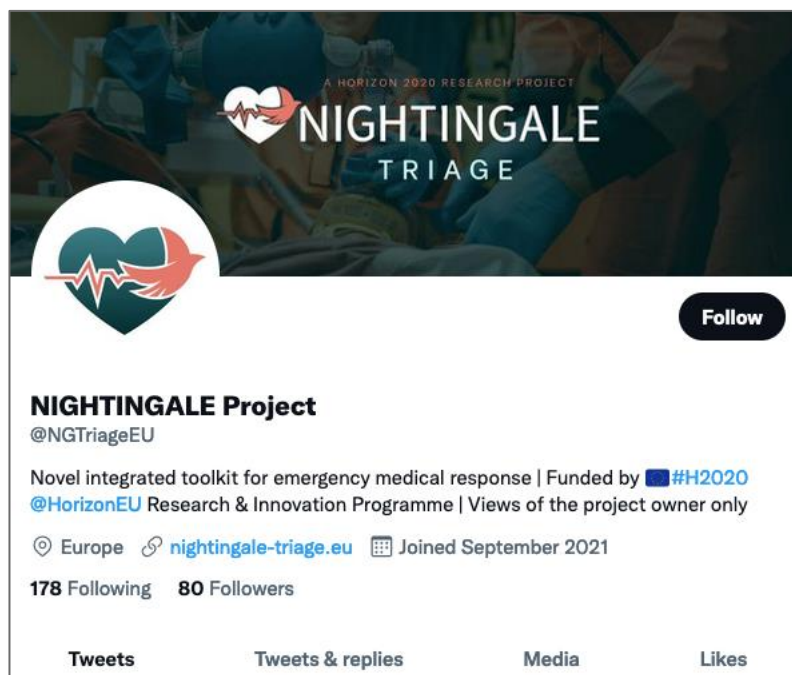 A HORIZON 2020 RESEARCH PROJECT
NIGHTINGALE
TRIAGE
Follow
NIGHTINGALE Project
@NGTriageEU
Novel integrated toolkit for emergency medical response | Funded by 🇪🇺#H2020
@HorizonEU Research & Innovation Programme | Views of the project owner only
Europe nightingale-triage.eu Joined September 2021
178 Following 80 Followers
Tweets Tweets & replies Media Likes